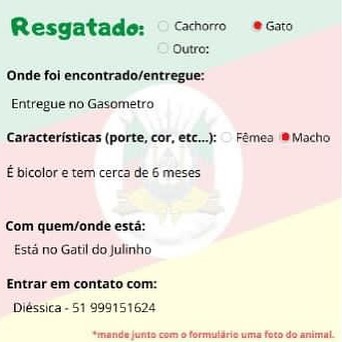 Resgatado: Cachorro Gato
Outro:
Onde foi encontrado/entregue:
Entregue no Gasometro
Características (porte, cor, etc...): Fêmea Macho
É bicolor e tem cerca de 6 meses
Com quem/onde está:
Está no Gatil do Julinho
Entrar em contato com:
Diéssica - 51 999151624
*mande junto com o formulário uma foto do animal.